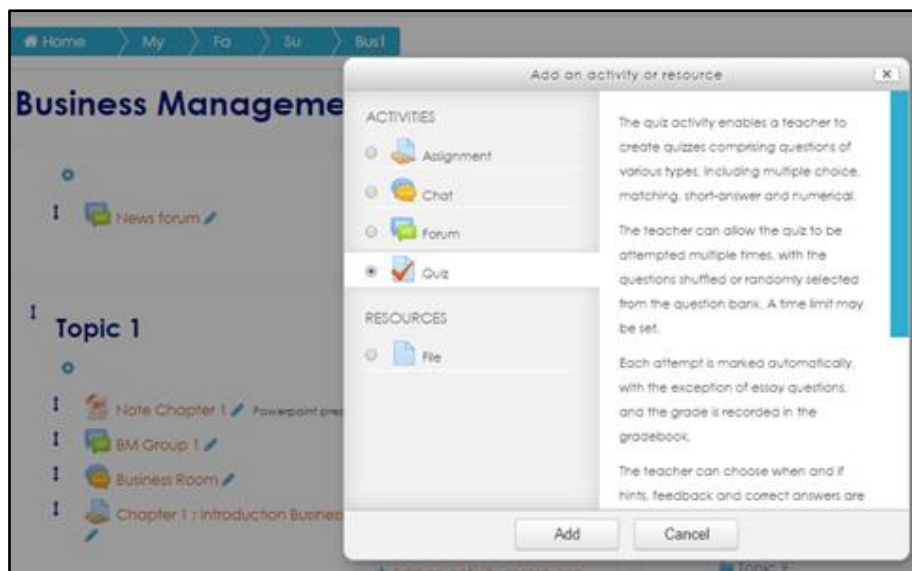 Home My Fa Su Bus1
Business Manageme
News forum
Topic 1
Note Chapter 1 Powerpoint pres
BM Group 1
Business Room
Chapter 1 : Introduction Business
Add an activity or resource
ACTIVITIES
Assignment
Chat
Forum
Quiz
RESOURCES
File
The quiz activity enables a teacher to
create quizzes comprising questions of
various types, including multiple choice,
matching, short-answer and numerical.
The teacher can allow the quiz to be
attempted multiple times, with the
questions shuffled or randomly selected
from the question bank. A time limit may
be set.
Each attempt is marked automatically,
with the exception of essay questions,
and the grade is recorded in the
gradebook.
The teacher can choose when and if
hints, feedback and correct answers are
Add Cancel
Topic 9